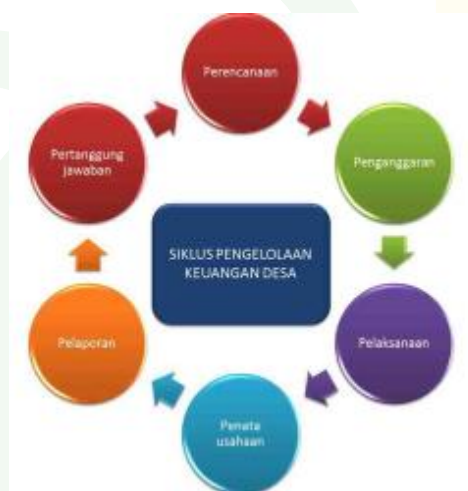 Perencanaan
Penganggaran
Pelaksanaan
Penata
usahaan
Pelaporan
Pertanggung
jawaban
SIKLUS PENGELOLAAN
KEUANGAN DESA